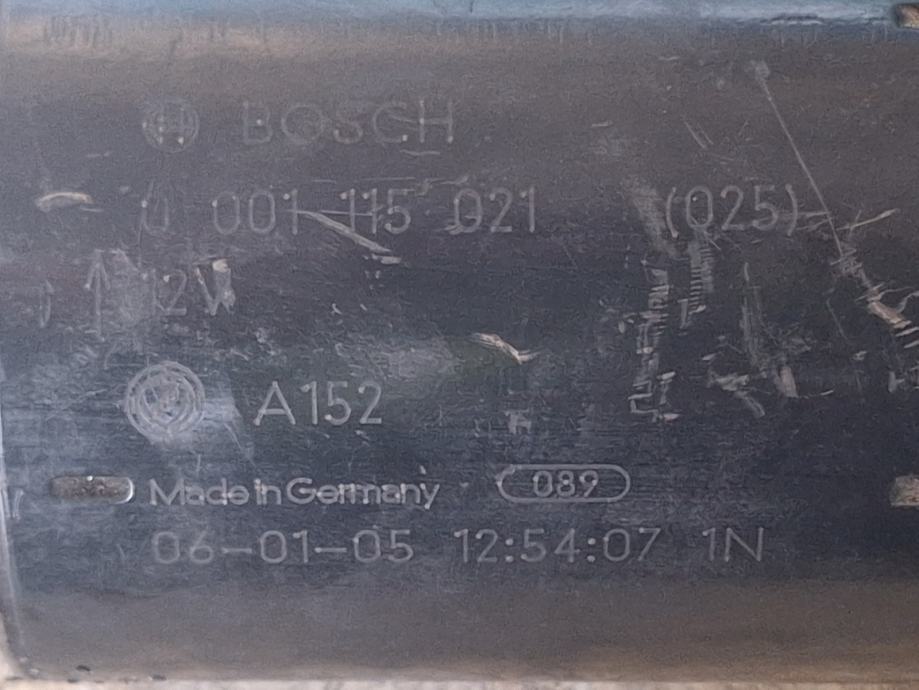 BOSCH
0 001 115 021 (025)
12V
A152
Made in Germany 089
06-01-05 12:54:07 1N